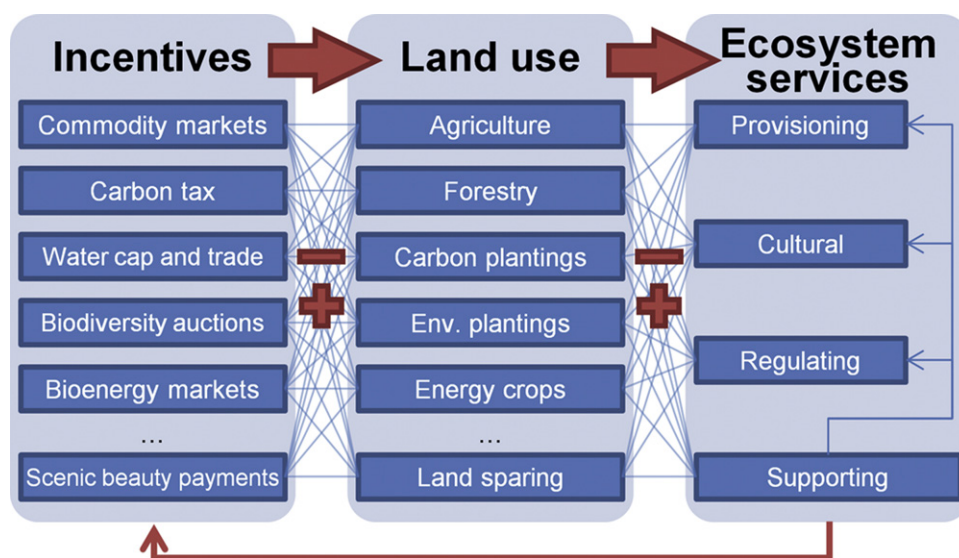 Incentives
Commodity markets
Carbon tax
Water cap and trade
Biodiversity auctions
Bioenergy markets
...
Scenic beauty payments
Land use
Agriculture
Forestry
Carbon plantings
Env. plantings
Energy crops
...
Land sparing
Ecosystem
services
Provisioning
Cultural
Regulating
Supporting